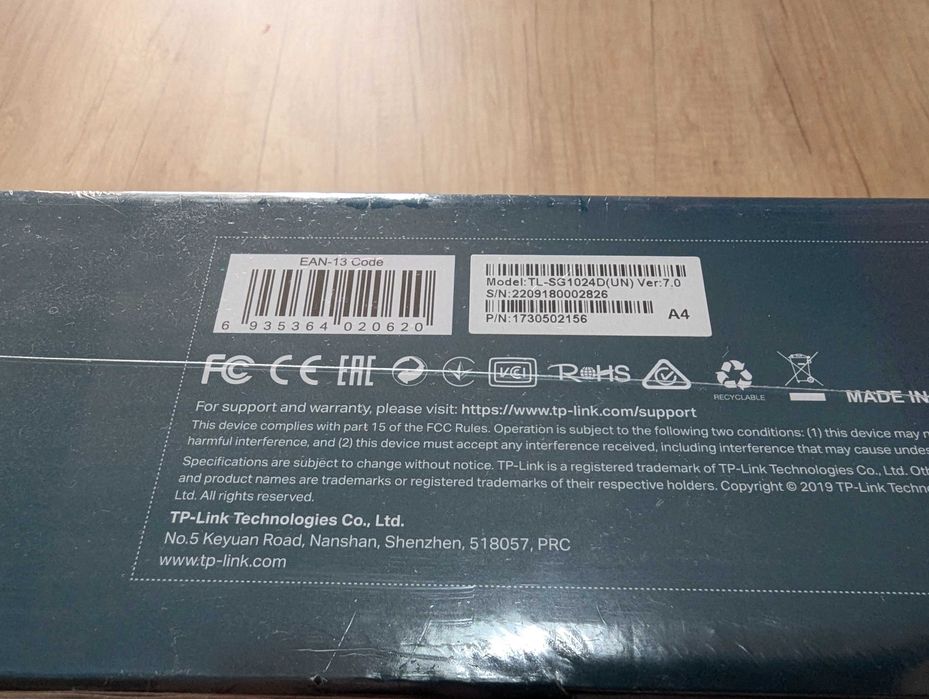 EAN-13 Code
6 935364 020620
Model:TL-SG1024D(UN) Ver:7.0
S/N:2209180002826
P/N:1730502156
A4
FC CE EAC VCI RoHS
RECYCLABLE
MADE IN
For support and warranty, please visit: https://www.tp-link.com/support
This device complies with part 15 of the FCC Rules. Operation is subject to the following two conditions: (1) this device may
harmful interference, and (2) this device must accept any interference received, including interference that may cause
Specifications are subject to change without notice. TP-Link is a registered trademark of TP-Link Technologies Co., Ltd.
and product names are trademarks or registered trademarks of their respective holders. Copyright © 2019 TP-Link
Ltd. All rights reserved.
TP-Link Technologies Co., Ltd.
No.5 Keyuan Road, Nanshan, Shenzhen, 518057, PRC
www.tp-link.com